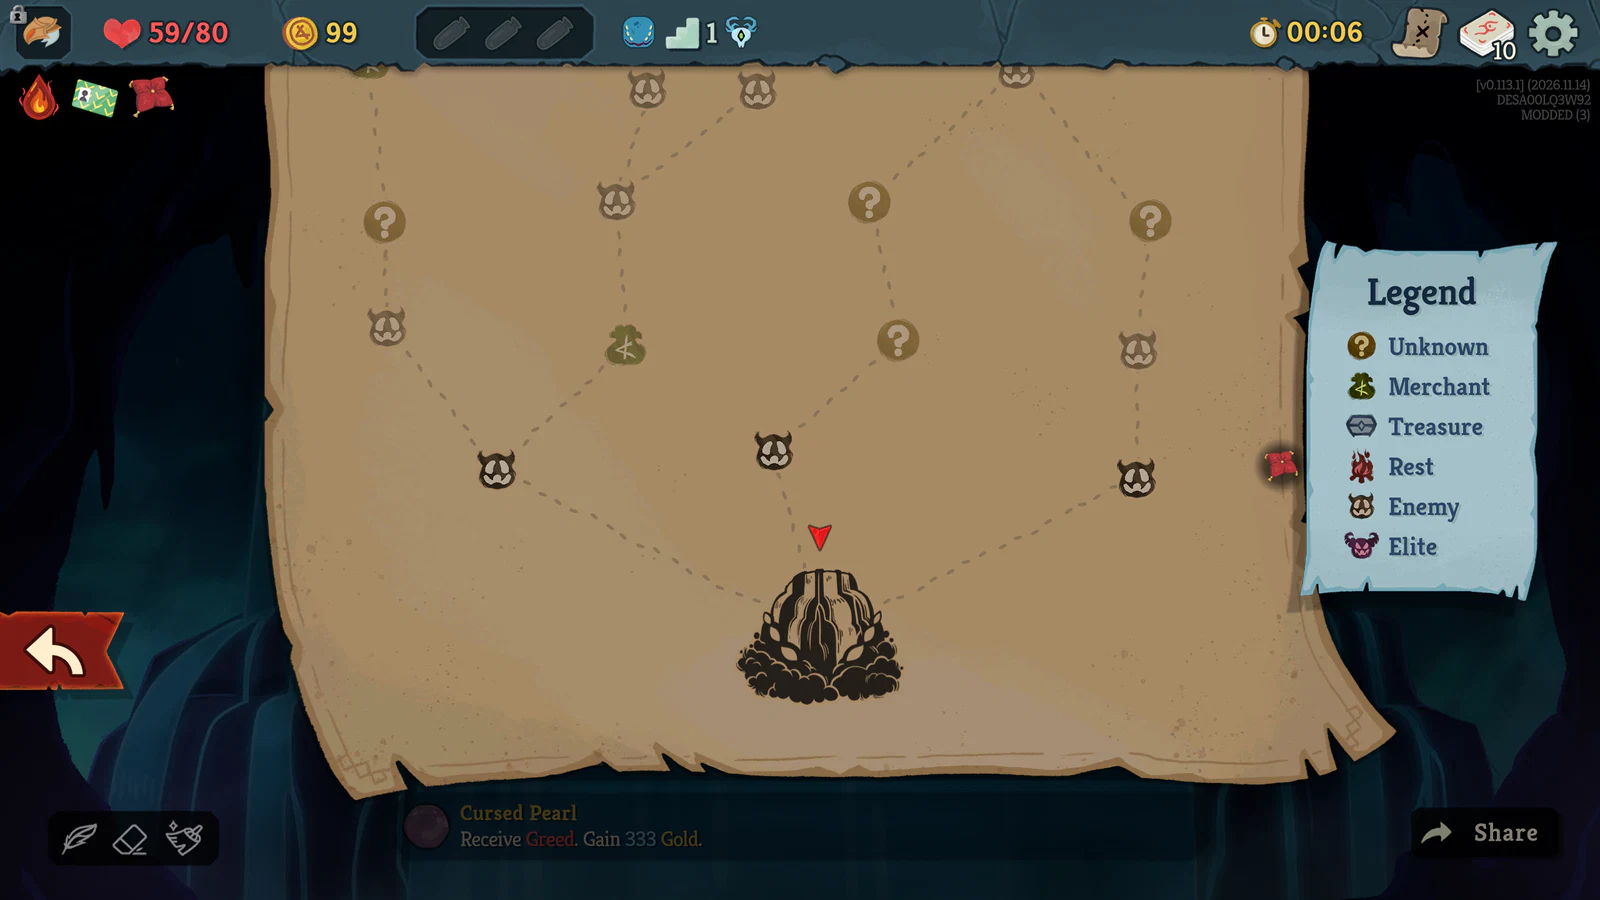 59/80
99
1
00:06
10
[v0.113.1] (2026.11.14)
DESA00LQ3W92
MODDED (3)
Legend
Unknown
Merchant
Treasure
Rest
Enemy
Elite
Cursed Pearl
Receive Greed. Gain 333 Gold.
Share